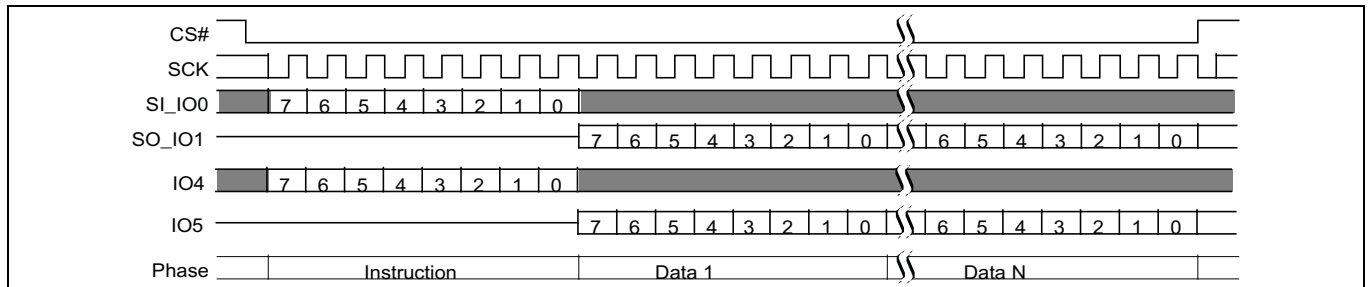 CS#
SCK
SI_IO0 7 6 5 4 3 2 1 0
SO_IO1 7 6 5 4 3 2 1 0 6 5 4 3 2 1 0
IO4 7 6 5 4 3 2 1 0
IO5 7 6 5 4 3 2 1 0 6 5 4 3 2 1 0
Phase Instruction Data 1 Data N